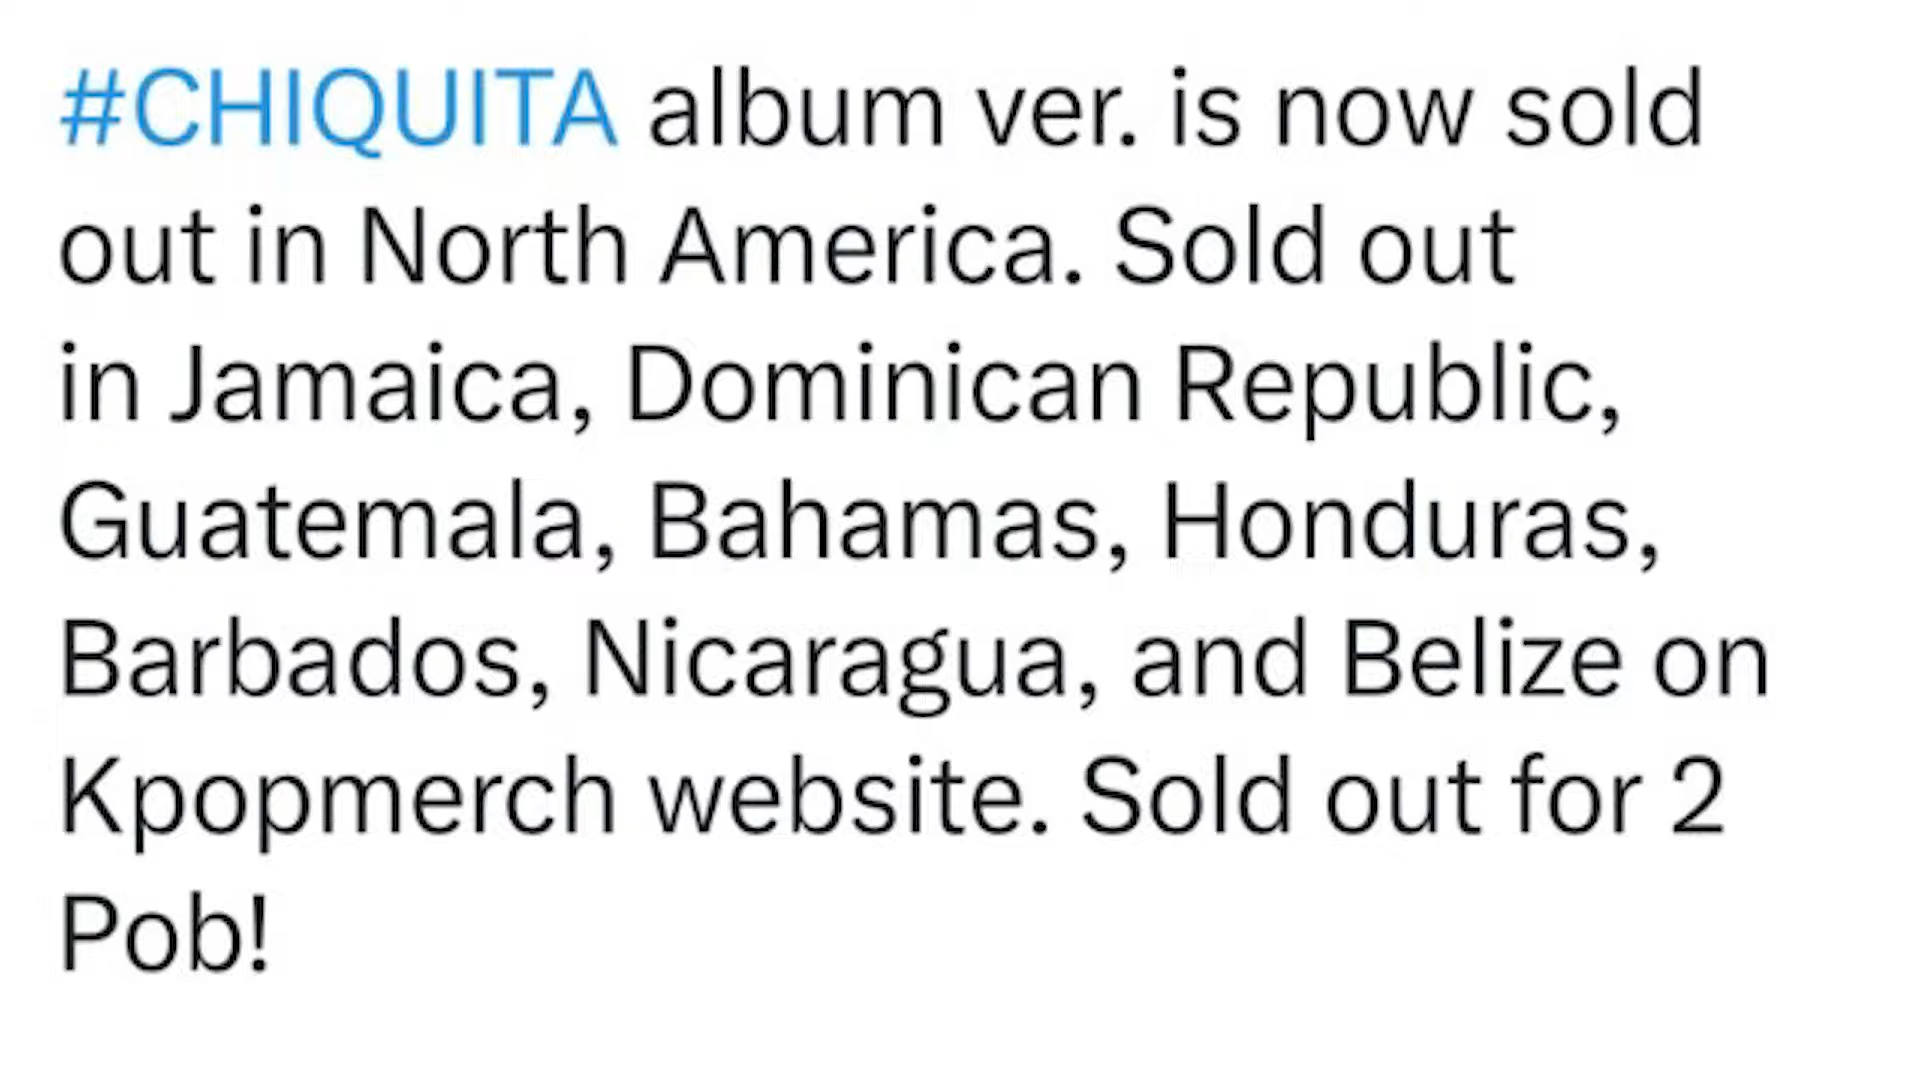 #CHIQUITA album ver. is now sold
out in North America. Sold out
in Jamaica, Dominican Republic,
Guatemala, Bahamas, Honduras,
Barbados, Nicaragua, and Belize on
Kpopmerch website. Sold out for 2
Pob!